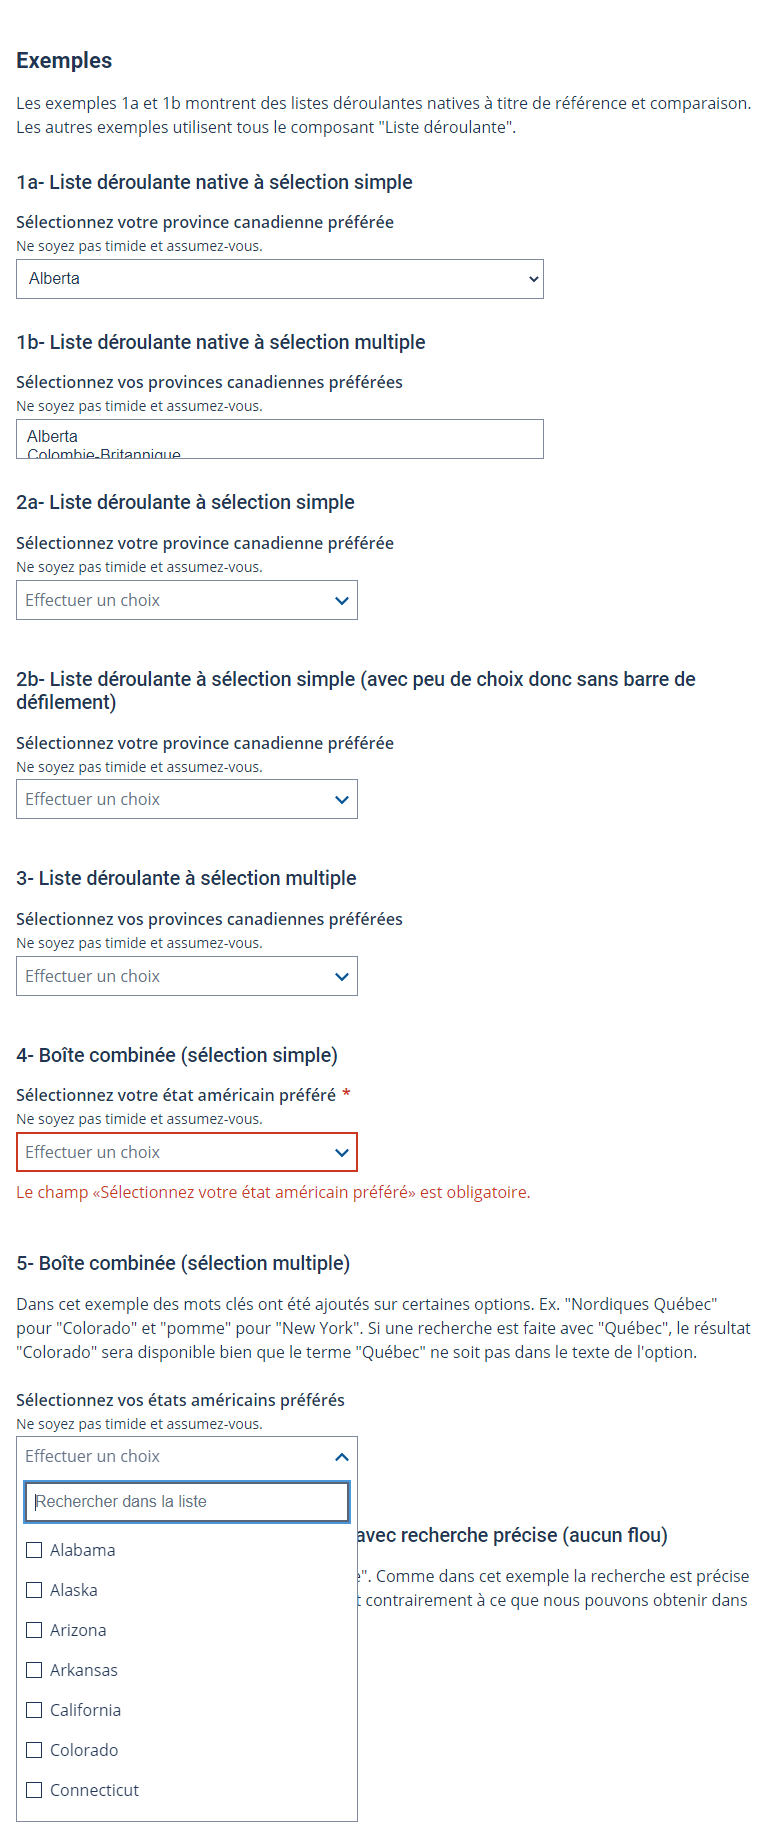 Exemples
Les exemples 1a et 1b montrent des listes déroulantes natives à titre de référence et comparaison.
Les autres exemples utilisent tous le composant "Liste déroulante".
1a- Liste déroulante native à sélection simple
Sélectionnez votre province canadienne préférée
Ne soyez pas timide et assumez-vous.
Alberta
1b- Liste déroulante native à sélection multiple
Sélectionnez vos provinces canadiennes préférées
Ne soyez pas timide et assumez-vous.
Alberta
Colombie-Britannique
2a- Liste déroulante à sélection simple
Sélectionnez votre province canadienne préférée
Ne soyez pas timide et assumez-vous.
Effectuer un choix
2b- Liste déroulante à sélection simple (avec peu de choix donc sans barre de
défilement)
Sélectionnez votre province canadienne préférée
Ne soyez pas timide et assumez-vous.
Effectuer un choix
3- Liste déroulante à sélection multiple
Sélectionnez vos provinces canadiennes préférées
Ne soyez pas timide et assumez-vous.
Effectuer un choix
4- Boîte combinée (sélection simple)
Sélectionnez votre état américain préféré *
Ne soyez pas timide et assumez-vous.
Effectuer un choix
Le champ «Sélectionnez votre état américain préféré» est obligatoire.
5- Boîte combinée (sélection multiple)
Dans cet exemple des mots clés ont été ajoutés sur certaines options. Ex. "Nordiques Québec"
pour "Colorado" et "pomme" pour "New York". Si une recherche est faite avec "Québec", le résultat
"Colorado" sera disponible bien que le terme "Québec" ne soit pas dans le texte de l'option.
Sélectionnez vos états américains préférés
Ne soyez pas timide et assumez-vous.
Effectuer un choix
Rechercher dans la liste
avec recherche précise (aucun flou)
Alabama
e". Comme dans cet exemple la recherche est précise
Alaska
t contrairement à ce que nous pouvons obtenir dans
Arizona
Arkansas
California
Colorado
Connecticut